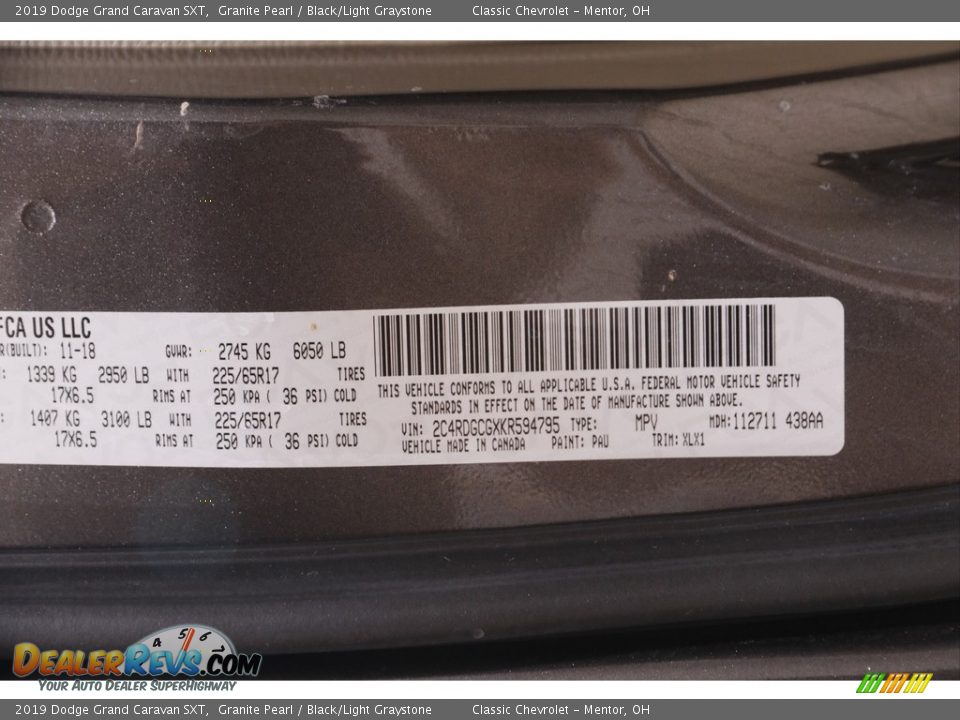 2019 Dodge Grand Caravan SXT, Granite Pearl / Black/Light Graystone Classic Chevrolet - Mentor, OH
FCA US LLC
R(BUILT): 11-18 GVWR: 2745 KG 6050 LB
: 1339 KG 2950 LB WITH 225/65R17 TIRES
17X6.5 RIMS AT 250 KPA ( 36 PSI) COLD
: 1407 KG 3100 LB WITH 225/65R17 TIRES
17X6.5 RIMS AT 250 KPA ( 36 PSI) COLD
THIS VEHICLE CONFORMS TO ALL APPLICABLE U.S.A. FEDERAL MOTOR VEHICLE SAFETY
STANDARDS IN EFFECT ON THE DATE OF MANUFACTURE SHOWN ABOVE.
VIN: 2C4RDGCGXKR594795 TYPE: MPV MDH: 112711 438AA
VEHICLE MADE IN CANADA PAINT: PAU TRIM: XLX1
4 5 6
DEALERREVS.COM
YOUR AUTO DEALER SUPERHIGHWAY
2019 Dodge Grand Caravan SXT, Granite Pearl / Black/Light Graystone Classic Chevrolet - Mentor, OH